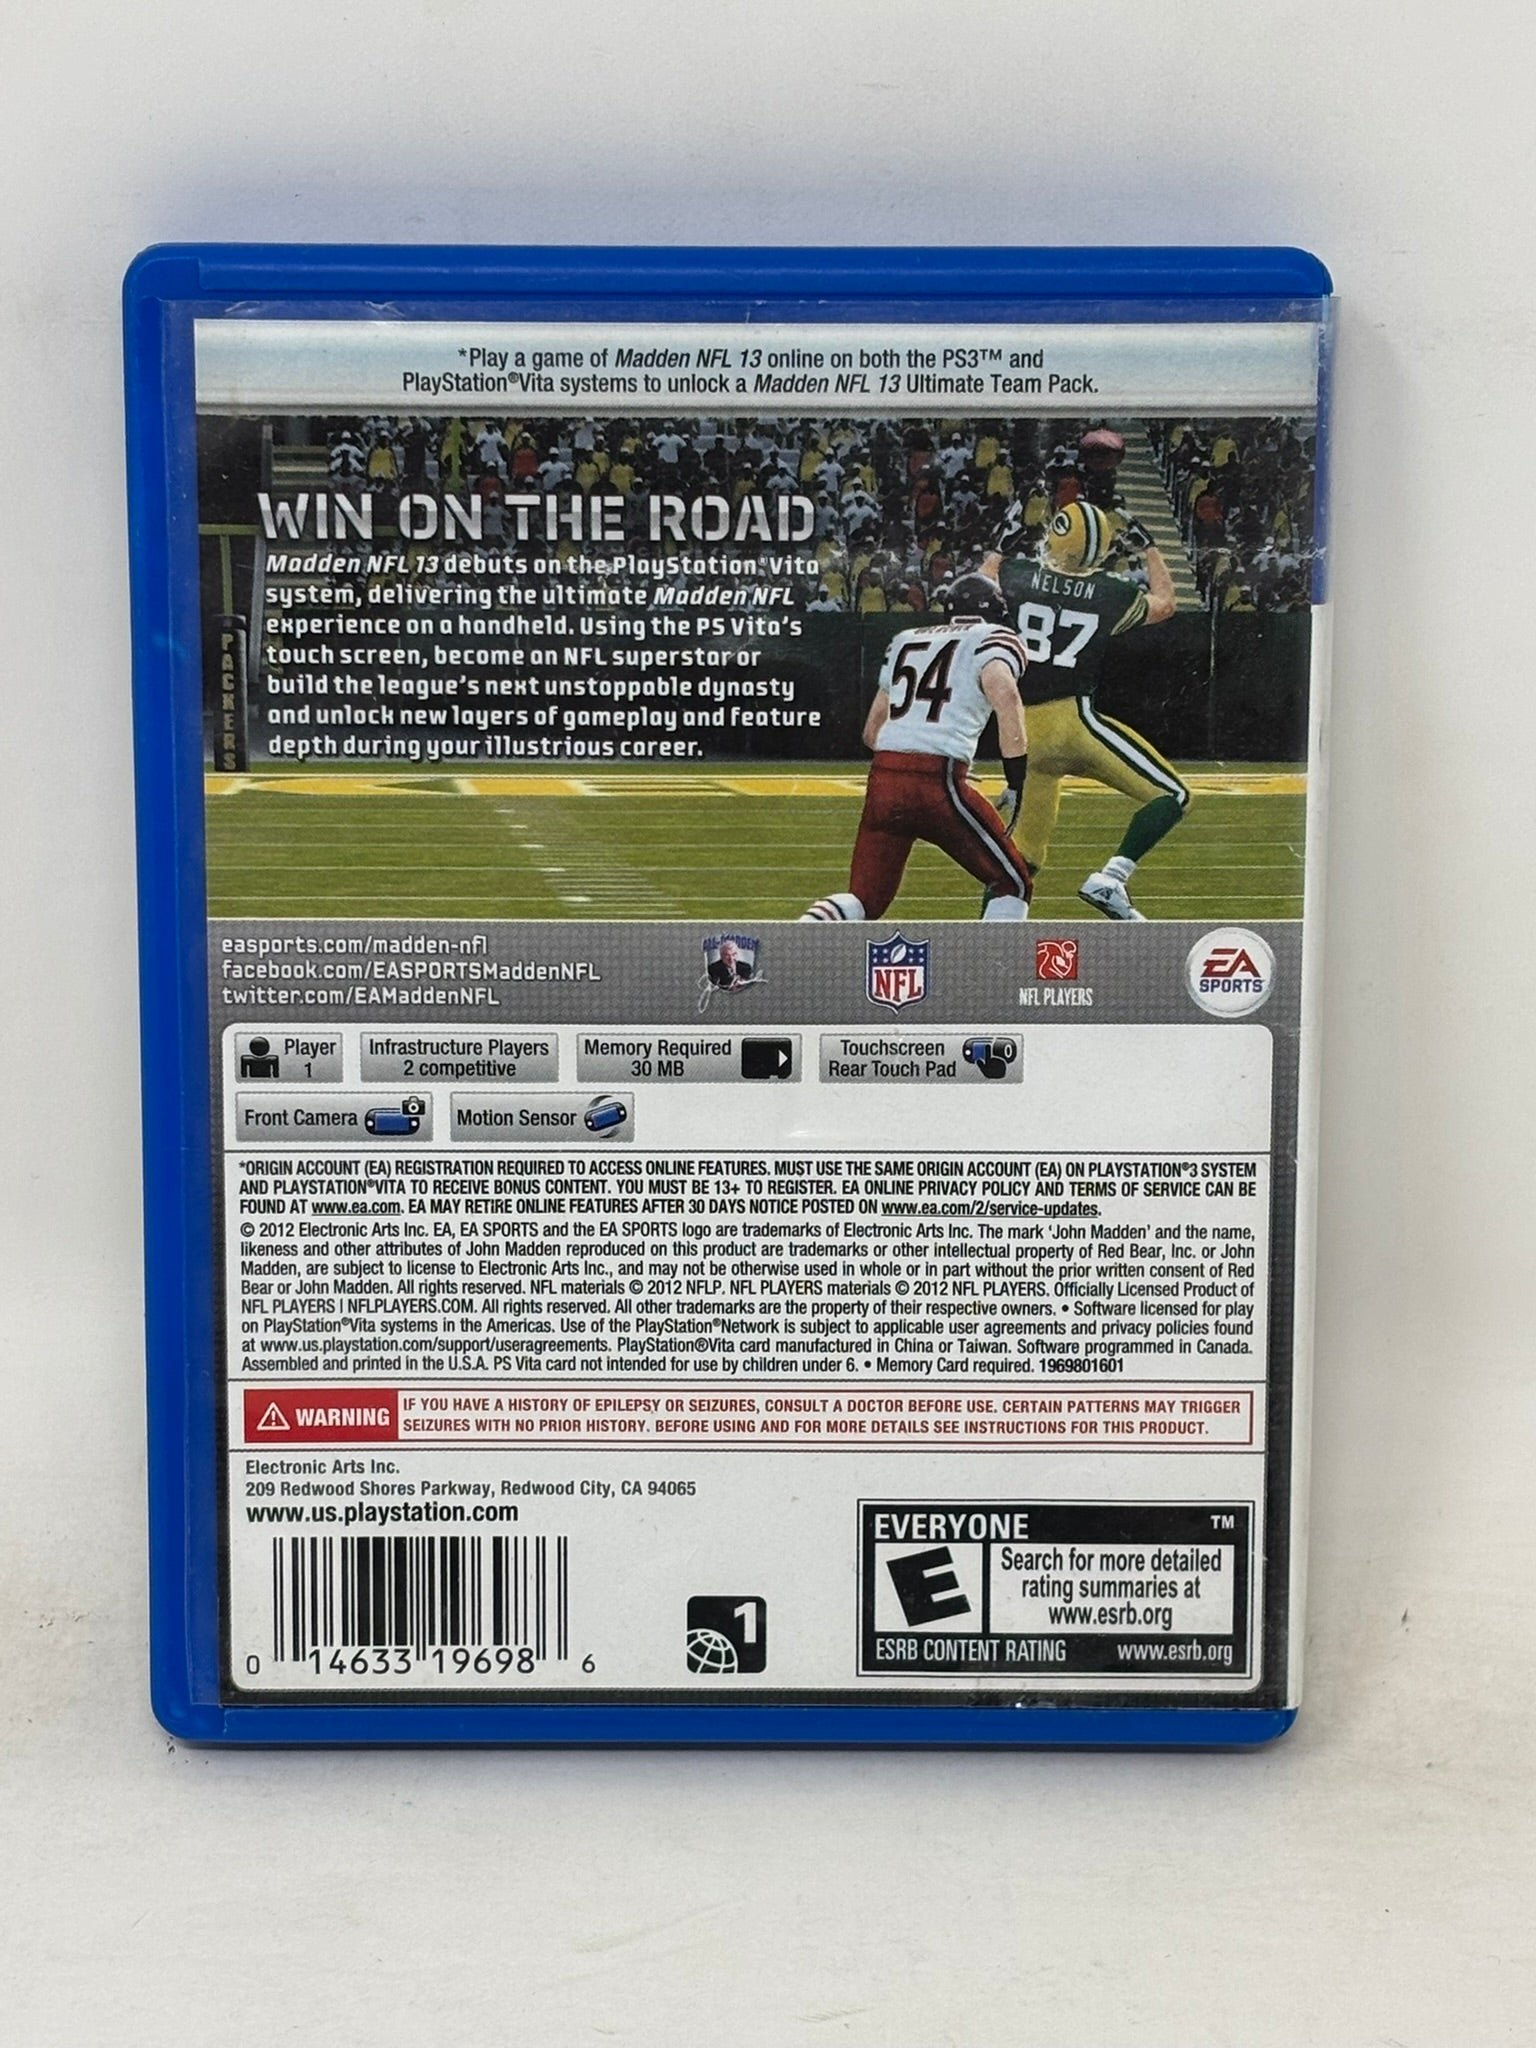 *Play a game of Madden NFL 13 online on both the PS3™ and
PlayStation®Vita systems to unlock a Madden NFL 13 Ultimate Team Pack.
WIN ON THE ROAD
Madden NFL 13 debuts on the PlayStation®Vita
system, delivering the ultimate Madden NFL
experience on a handheld. Using the PS Vita's
touch screen, become an NFL superstar or
build the league's next unstoppable dynasty
and unlock new layers of gameplay and feature
depth during your illustrious career.
PACKERS
NELSON
87
54
easports.com/madden-nfl
facebook.com/EASPORTSMaddenNFL
twitter.com/EAMaddenNFL
ALL-MADDEN
NFL
NFL PLAYERS
EA
SPORTS
Player
1
Infrastructure Players
2 competitive
Memory Required
30 MB
Touchscreen
Rear Touch Pad
Front Camera
Motion Sensor
*ORIGIN ACCOUNT (EA) REGISTRATION REQUIRED TO ACCESS ONLINE FEATURES. MUST USE THE SAME ORIGIN ACCOUNT (EA) ON PLAYSTATION®3 SYSTEM
AND PLAYSTATION®VITA TO RECEIVE BONUS CONTENT. YOU MUST BE 13+ TO REGISTER. EA ONLINE PRIVACY POLICY AND TERMS OF SERVICE CAN BE
FOUND AT www.ea.com. EA MAY RETIRE ONLINE FEATURES AFTER 30 DAYS NOTICE POSTED ON www.ea.com/2/service-updates.
© 2012 Electronic Arts Inc. EA, EA SPORTS and the EA SPORTS logo are trademarks of Electronic Arts Inc. The mark 'John Madden' and the name,
likeness and other attributes of John Madden reproduced on this product are trademarks or other intellectual property of Red Bear, Inc. or John
Madden, are subject to license to Electronic Arts Inc., and may not be otherwise used in whole or in part without the prior written consent of Red
Bear or John Madden. All rights reserved. NFL materials © 2012 NFLP. NFL PLAYERS materials © 2012 NFL PLAYERS. Officially Licensed Product of
NFL PLAYERS | NFLPLAYERS.COM. All rights reserved. All other trademarks are the property of their respective owners. • Software licensed for play
on PlayStation®Vita systems in the Americas. Use of the PlayStation®Network is subject to applicable user agreements and privacy policies found
at www.us.playstation.com/support/useragreements. PlayStation®Vita card manufactured in China or Taiwan. Software programmed in Canada.
Assembled and printed in the U.S.A. PS Vita card not intended for use by children under 6. • Memory Card required. 1969801601
WARNING
IF YOU HAVE A HISTORY OF EPILEPSY OR SEIZURES, CONSULT A DOCTOR BEFORE USE. CERTAIN PATTERNS MAY TRIGGER
SEIZURES WITH NO PRIOR HISTORY. BEFORE USING AND FOR MORE DETAILS SEE INSTRUCTIONS FOR THIS PRODUCT.
Electronic Arts Inc.
209 Redwood Shores Parkway, Redwood City, CA 94065
www.us.playstation.com
0 14633 19698 6
1
EVERYONE ™
E
Search for more detailed
rating summaries at
www.esrb.org
ESRB CONTENT RATING www.esrb.org